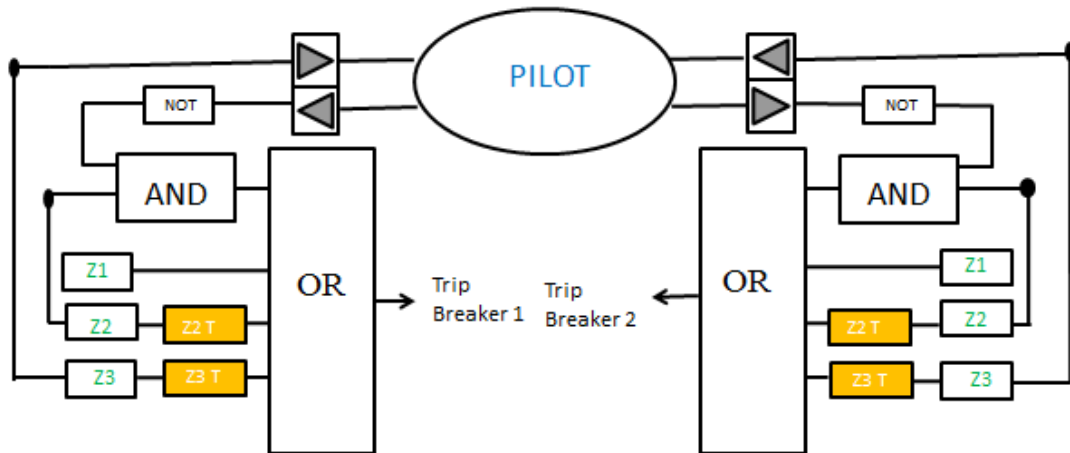 PILOT
NOT
NOT
AND
AND
OR
OR
Z1
Z1
Trip
Breaker 1
Trip
Breaker 2
Z2
Z2 T
Z2 T
Z2
Z3
Z3 T
Z3 T
Z3